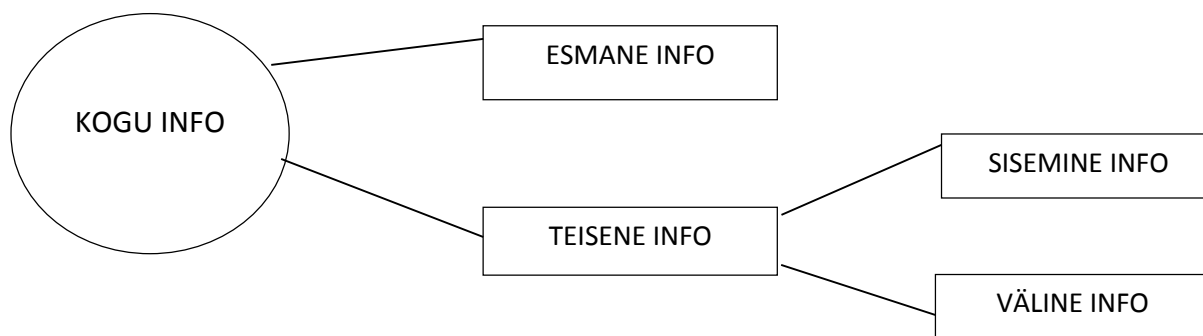 ESMANE INFO
KOGU INFO
SISEMINE INFO
TEISENE INFO
VÄLINE INFO